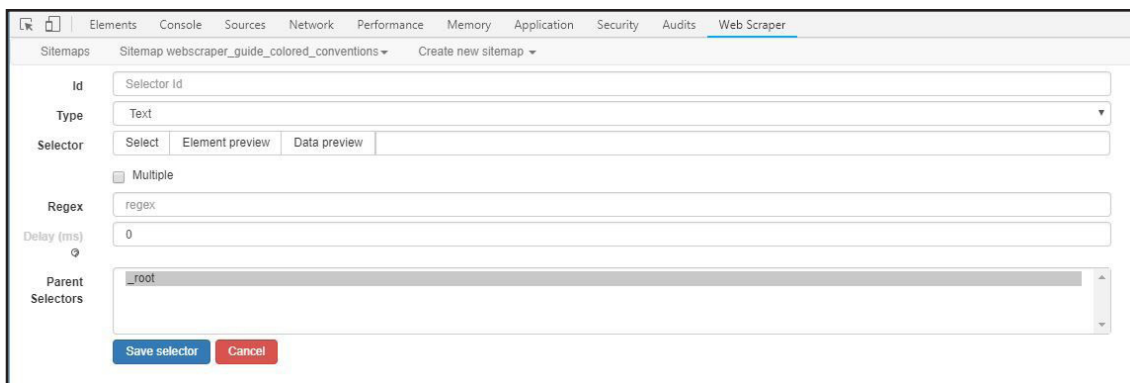 Elements Console Sources Network Performance Memory Application Security Audits Web Scraper
Sitemaps Sitemap webscraper_guide_colored_conventions Create new sitemap
Id Selector Id
Type Text
Selector Select Element preview Data preview
Multiple
Regex regex
Delay (ms) 0
Parent Selectors _root
Save selector Cancel